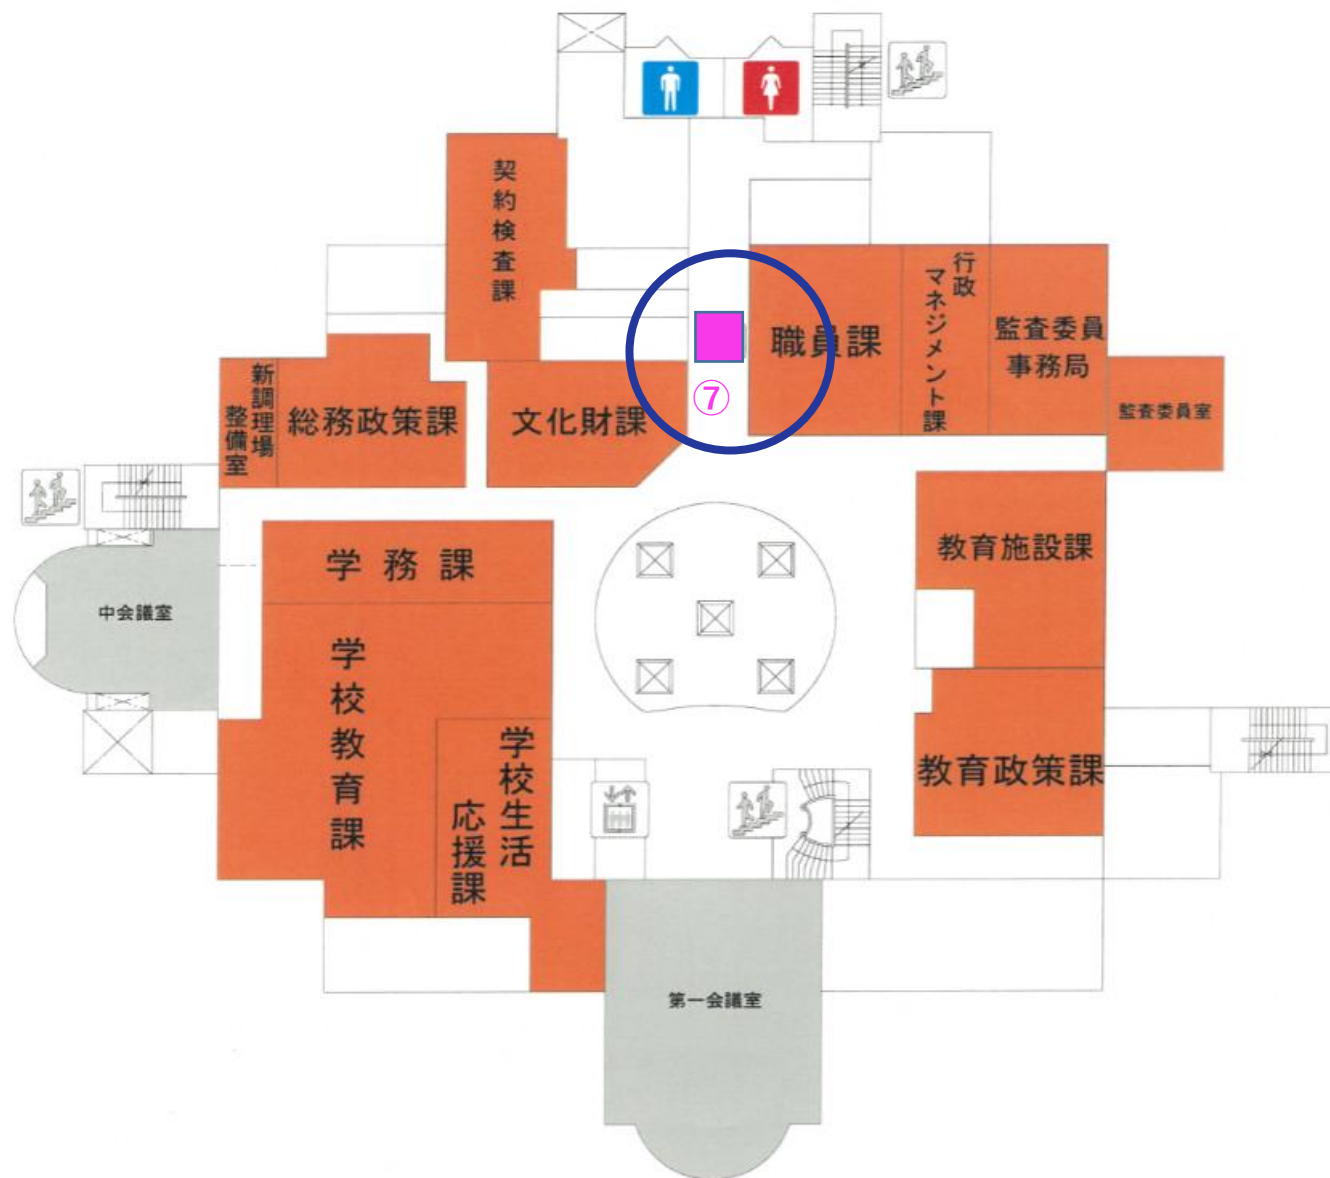 契約検査課
職員課
行政
マネジメント課
監査委員
事務局
監査委員室
⑦
新調理場
整備室
総務政策課
文化財課
学務課
教育施設課
中会議室
学校教育課
学校生活
応援課
教育政策課
第一会議室